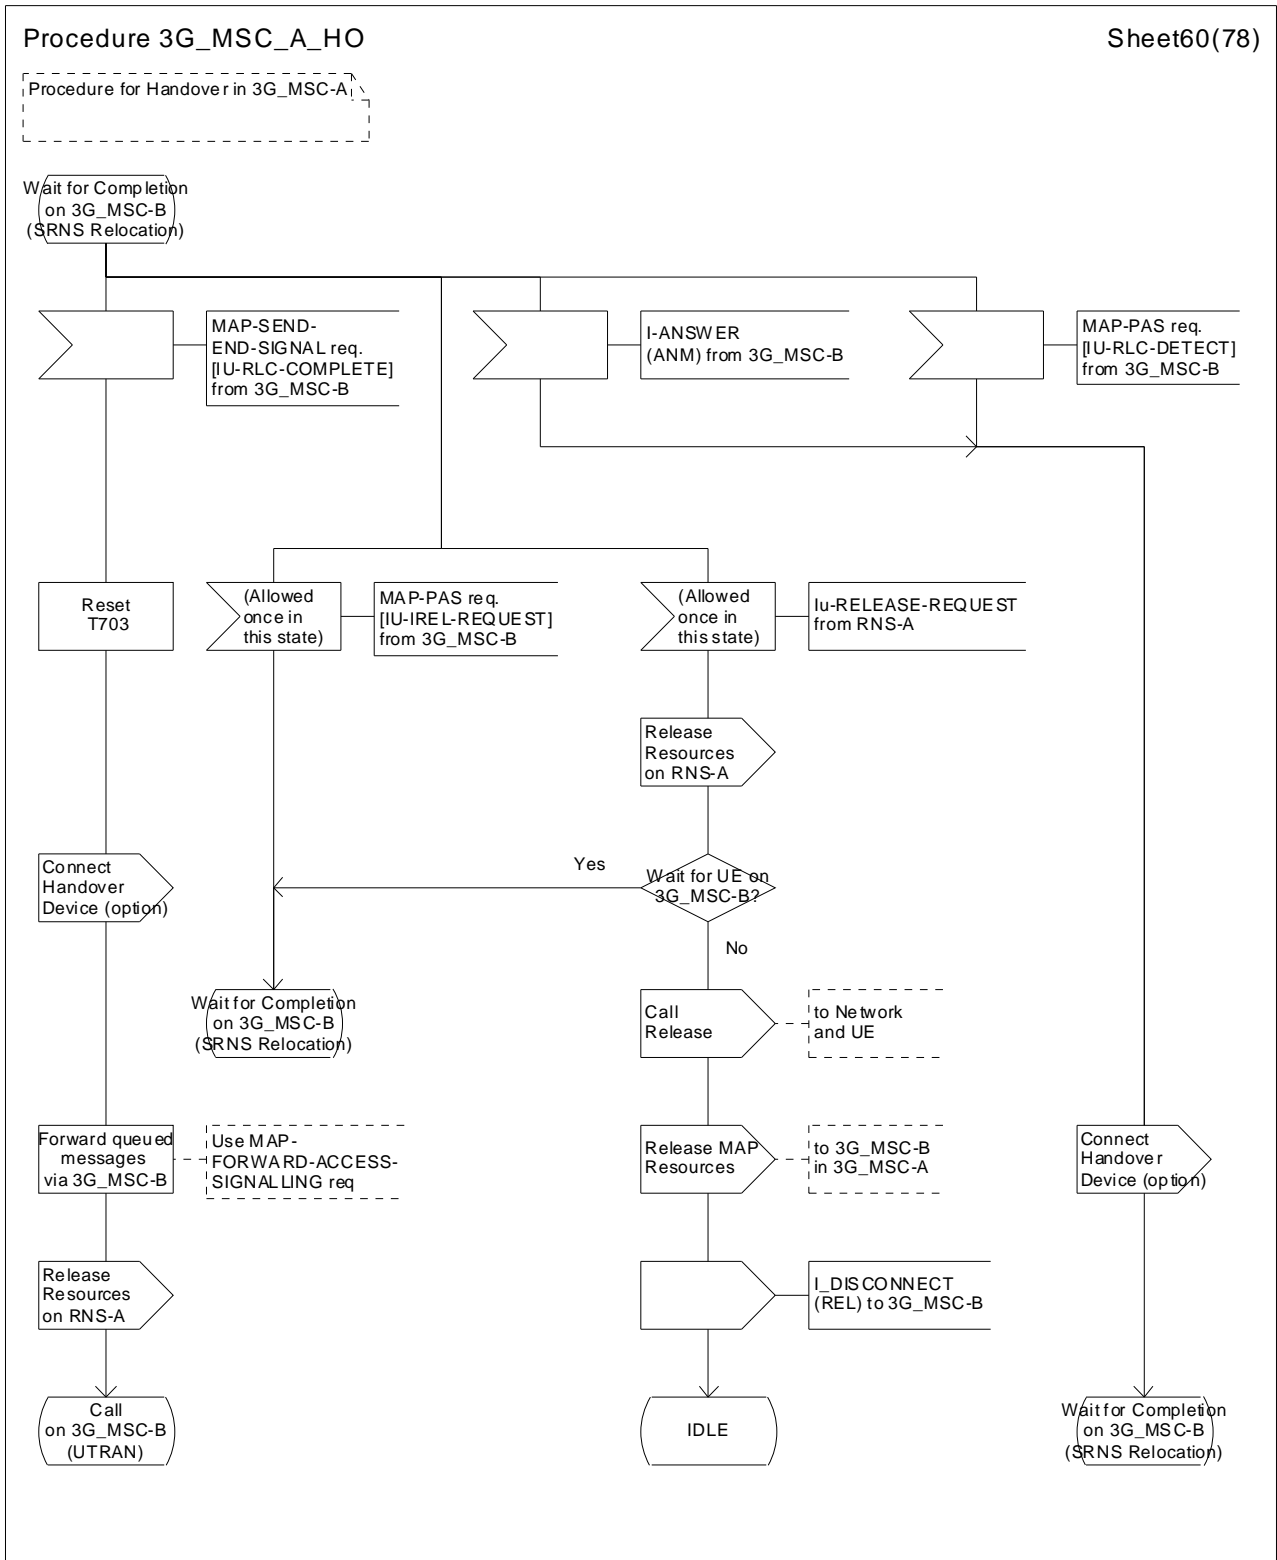 Procedure 3G_MSC_A_HO
Sheet60(78)
Procedure for Handover in 3G_MSC-A
Wait for Completion
on 3G_MSC-B
(SRNS Relocation)
MAP-SEND-
END-SIGNAL req.
[IU-RLC-COMPLETE]
from 3G_MSC-B
I-ANSWER
(ANM) from 3G_MSC-B
MAP-PAS req.
[IU-RLC-DETECT]
from 3G_MSC-B
Reset
T703
(Allowed
once in
this state)
MAP-PAS req.
[IU-IREL-REQUEST]
from 3G_MSC-B
(Allowed
once in
this state)
Iu-RELEASE-REQUEST
from RNS-A
Release
Resources
on RNS-A
Connect
Handover
Device (option)
Yes
Wait for UE on
3G_MSC-B?
No
Wait for Completion
on 3G_MSC-B
(SRNS Relocation)
Call
Release
to Network
and UE
Forward queued
messages
via 3G_MSC-B
Use MAP-
FORWARD-ACCESS-
SIGNALLING req
Release MAP
Resources
to 3G_MSC-B
in 3G_MSC-A
Connect
Handover
Device (option)
Release
Resources
on RNS-A
I_DISCONNECT
(REL) to 3G_MSC-B
Call
on 3G_MSC-B
(UTRAN)
IDLE
Wait for Completion
on 3G_MSC-B
(SRNS Relocation)